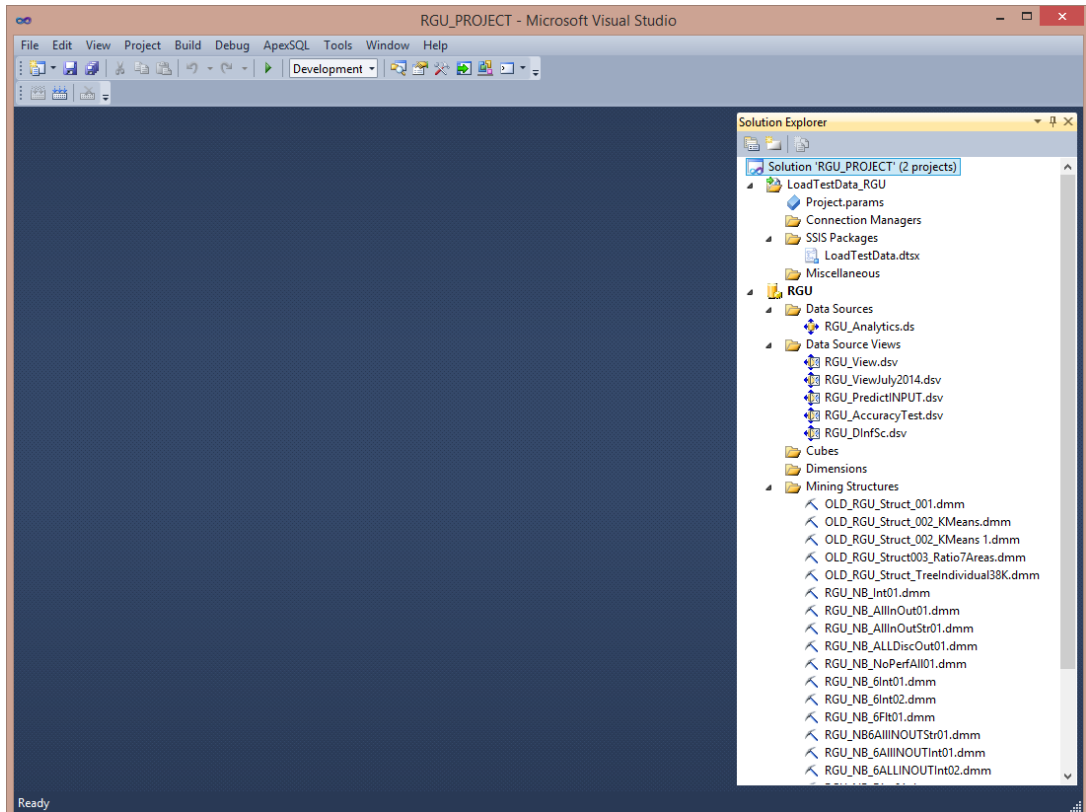 RGU_PROJECT - Microsoft Visual Studio
File Edit View Project Build Debug ApexSQL Tools Window Help
Development
Solution Explorer
Solution 'RGU_PROJECT' (2 projects)
LoadTestData_RGU
Project.params
Connection Managers
SSIS Packages
LoadTestData.dtsx
Miscellaneous
RGU
Data Sources
RGU_Analytics.ds
Data Source Views
RGU_View.dsv
RGU_ViewJuly2014.dsv
RGU_PredictINPUT.dsv
RGU_AccuracyTest.dsv
RGU_DInfSc.dsv
Cubes
Dimensions
Mining Structures
OLD_RGU_Struct_001.dmm
OLD_RGU_Struct_002_KMeans.dmm
OLD_RGU_Struct_002_KMeans 1.dmm
OLD_RGU_Struct003_Ratio7Areas.dmm
OLD_RGU_Struct_TreeIndividual38K.dmm
RGU_NB_Int01.dmm
RGU_NB_AllInOut01.dmm
RGU_NB_AllInOutStr01.dmm
RGU_NB_ALLDiscOut01.dmm
RGU_NB_NoPerfAll01.dmm
RGU_NB_6Int01.dmm
RGU_NB_6Int02.dmm
RGU_NB_6Flt01.dmm
RGU_NB6AllINOUTStr01.dmm
RGU_NB_6AllINOUTInt01.dmm
RGU_NB_6ALLINOUTInt02.dmm
Ready